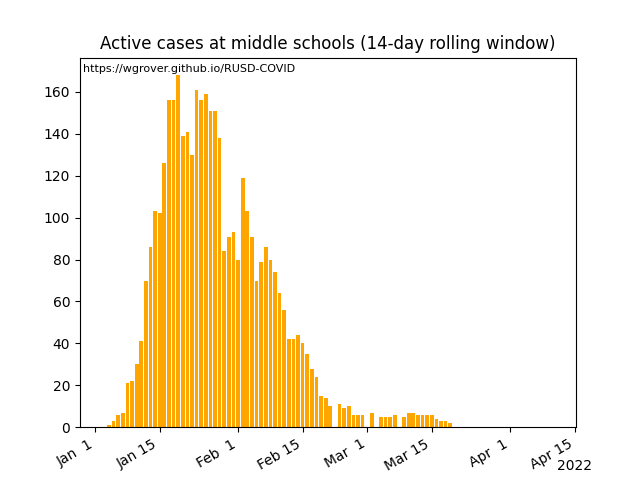 Active cases at middle schools (14-day rolling window)
https://wgrover.github.io/RUSD-COVID
160
140
120
100
80
60
40
20
0
Jan 1
Jan 15
Feb 1
Feb 15
Mar 1
Mar 15
Apr 1
Apr 15
2022